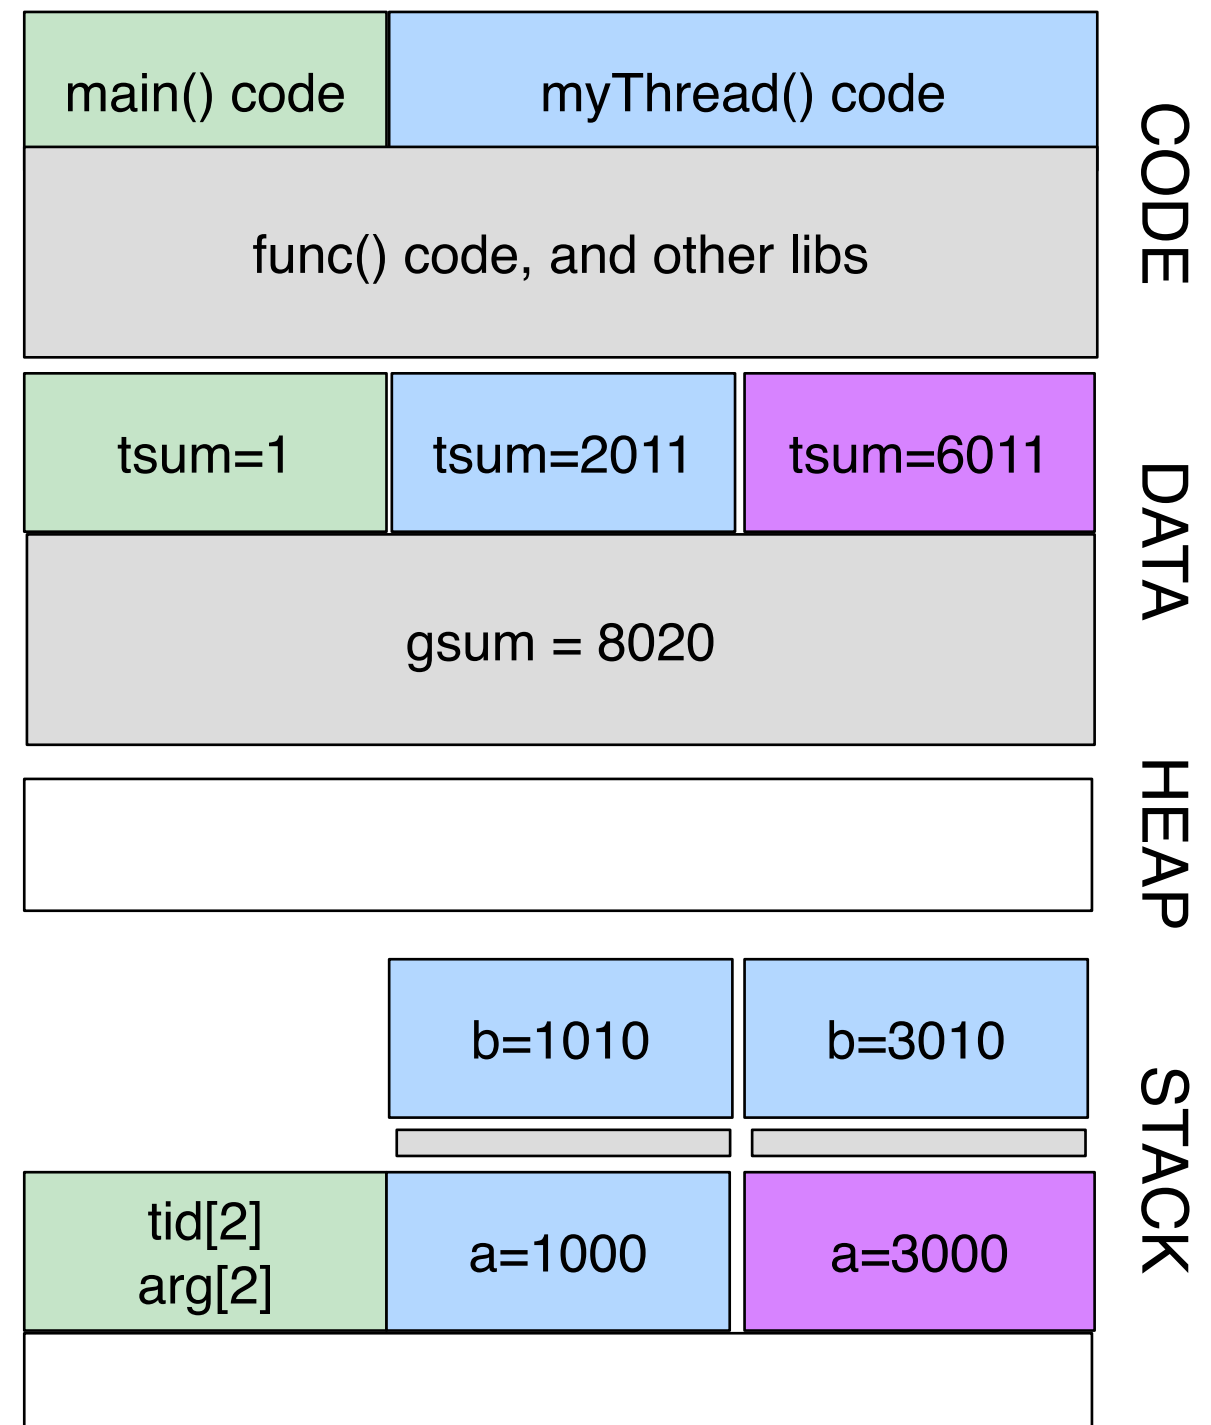 main() code
myThread() code
func() code, and other libs
CODE
tsum=1
tsum=2011
tsum=6011
gsum = 8020
DATA
HEAP
b=1010
b=3010
tid[2]
arg[2]
a=1000
a=3000
STACK